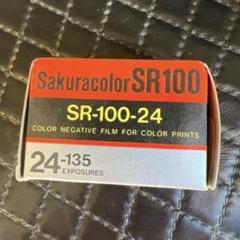 SakuracolorSR100
SR-100-24
COLOR NEGATIVE FILM FOR COLOR PRINTS
24-135
EXPOSURES